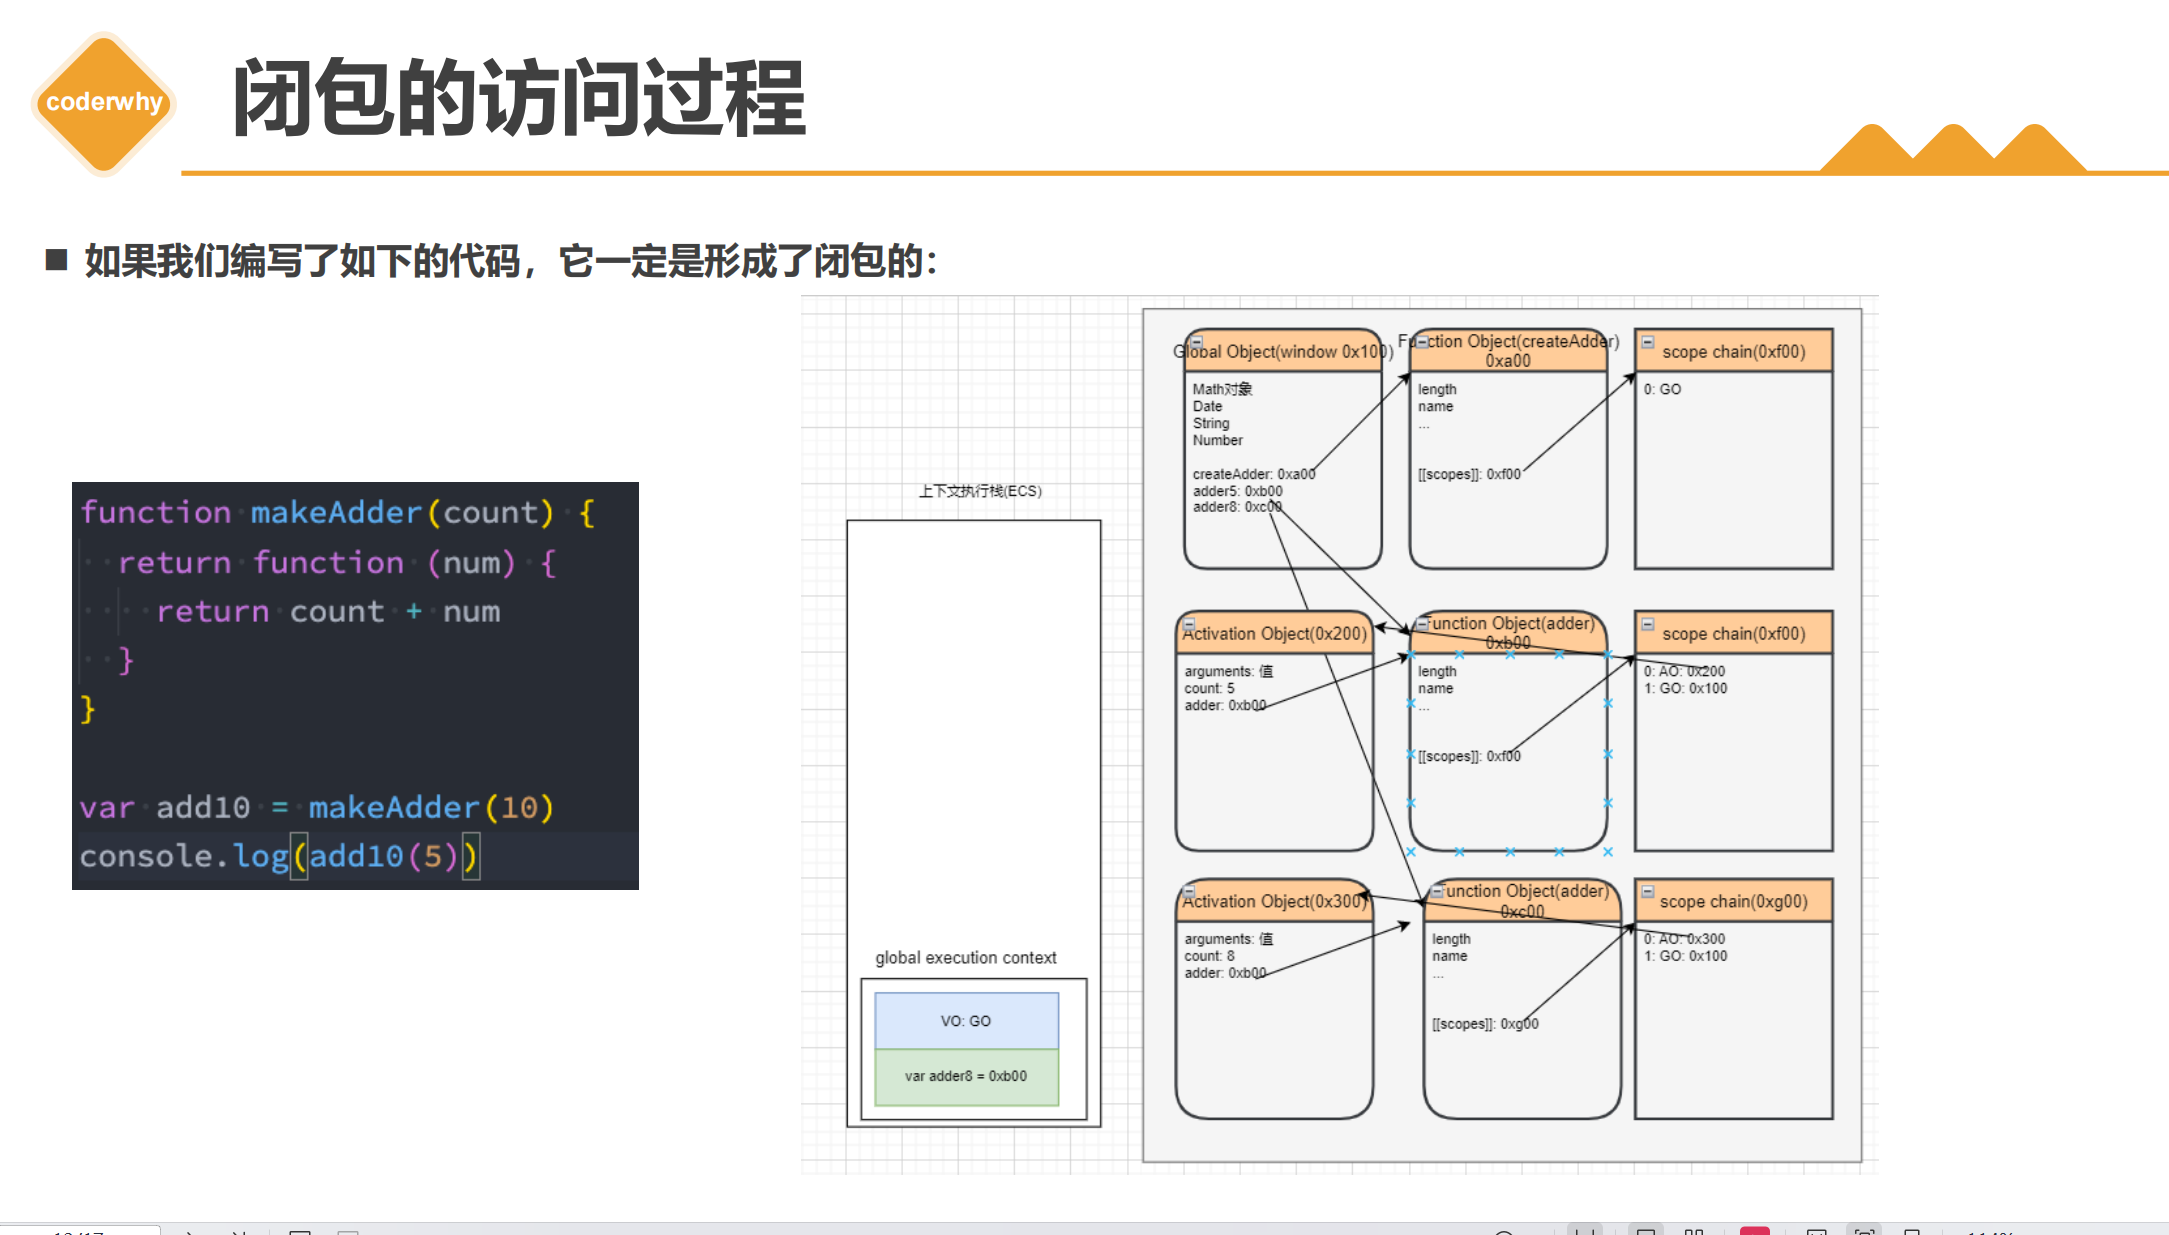 coderwhy
闭包的访问过程
如果我们编写了如下的代码，它一定是形成了闭包的：
function makeAdder(count) {
return function (num) {
return count + num
}
}
var add10 = makeAdder(10)
console.log(add10(5))
上下文执行栈(ECS)
global execution context
VO: GO
var adder8 = 0xb00
Global Object(window 0x100)
Math对象
Date
String
Number
createAdder: 0xa00
adder5: 0xb00
adder8: 0xc00
Function Object(createAdder)
0xa00
length
name
...
[[scopes]]: 0xf00
scope chain(0xf00)
0: GO
Activation Object(0x200)
arguments: 值
count: 5
adder: 0xb00
Function Object(adder)
0xb00
length
name
...
[[scopes]]: 0xf00
scope chain(0xf00)
0: AO: 0x200
1: GO: 0x100
Activation Object(0x300)
arguments: 值
count: 8
adder: 0xb00
Function Object(adder)
0xc00
length
name
...
[[scopes]]: 0xg00
scope chain(0xg00)
0: AO: 0x300
1: GO: 0x100